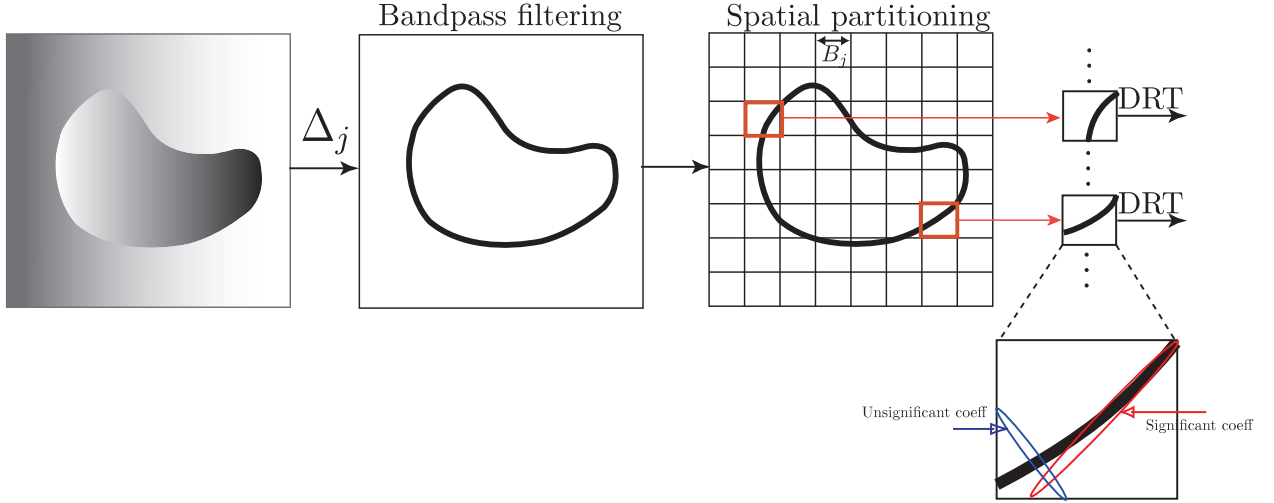 Bandpass filtering
Spatial partitioning
Δj
Bj
DRT
DRT
Unsignificant coeff
Significant coeff